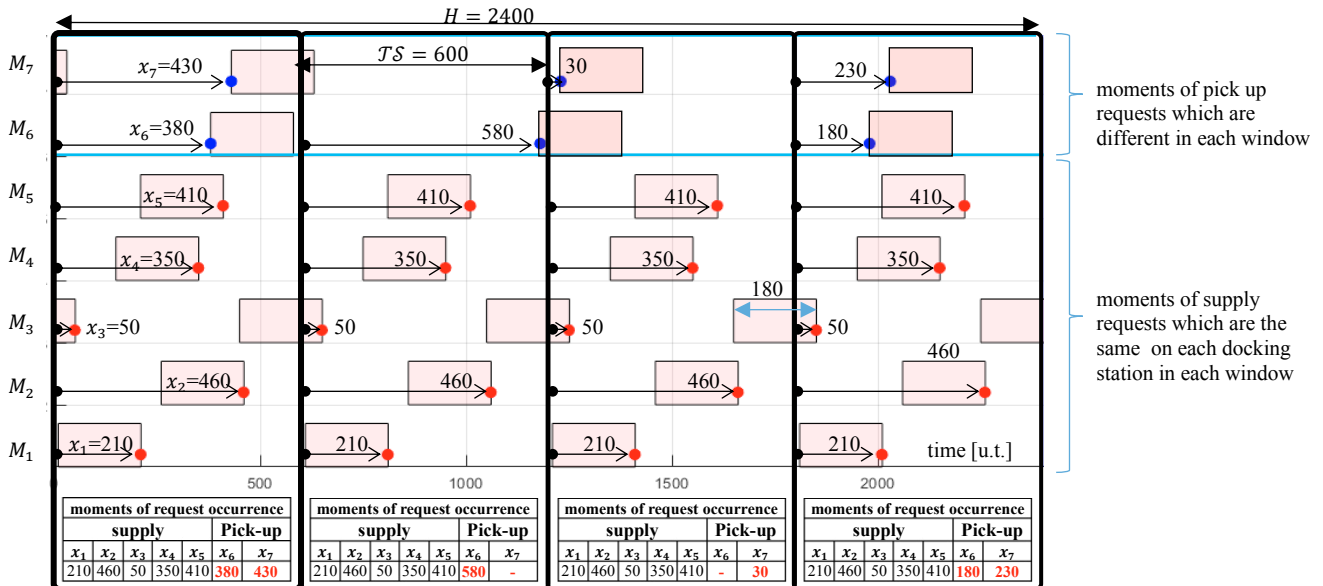 H = 2400
M7
x7=430
TS = 600
30
230
M6
x6=380
580
180
moments of pick up
requests which are
different in each window
M5
x5=410
410
410
410
M4
x4=350
350
350
350
M3
x3=50
50
50
180
50
M2
x2=460
460
460
460
M1
x1=210
210
210
210
time [u.t.]
moments of supply
requests which are the
same on each docking
station in each window
500 1000 1500 2000
moments of request occurrence
supply Pick-up
x1 x2 x3 x4 x5 x6 x7
210 460 50 350 410 380 430
moments of request occurrence
supply Pick-up
x1 x2 x3 x4 x5 x6 x7
210 460 50 350 410 580 -
moments of request occurrence
supply Pick-up
x1 x2 x3 x4 x5 x6 x7
210 460 50 350 410 - 30
moments of request occurrence
supply Pick-up
x1 x2 x3 x4 x5 x6 x7
210 460 50 350 410 180 230